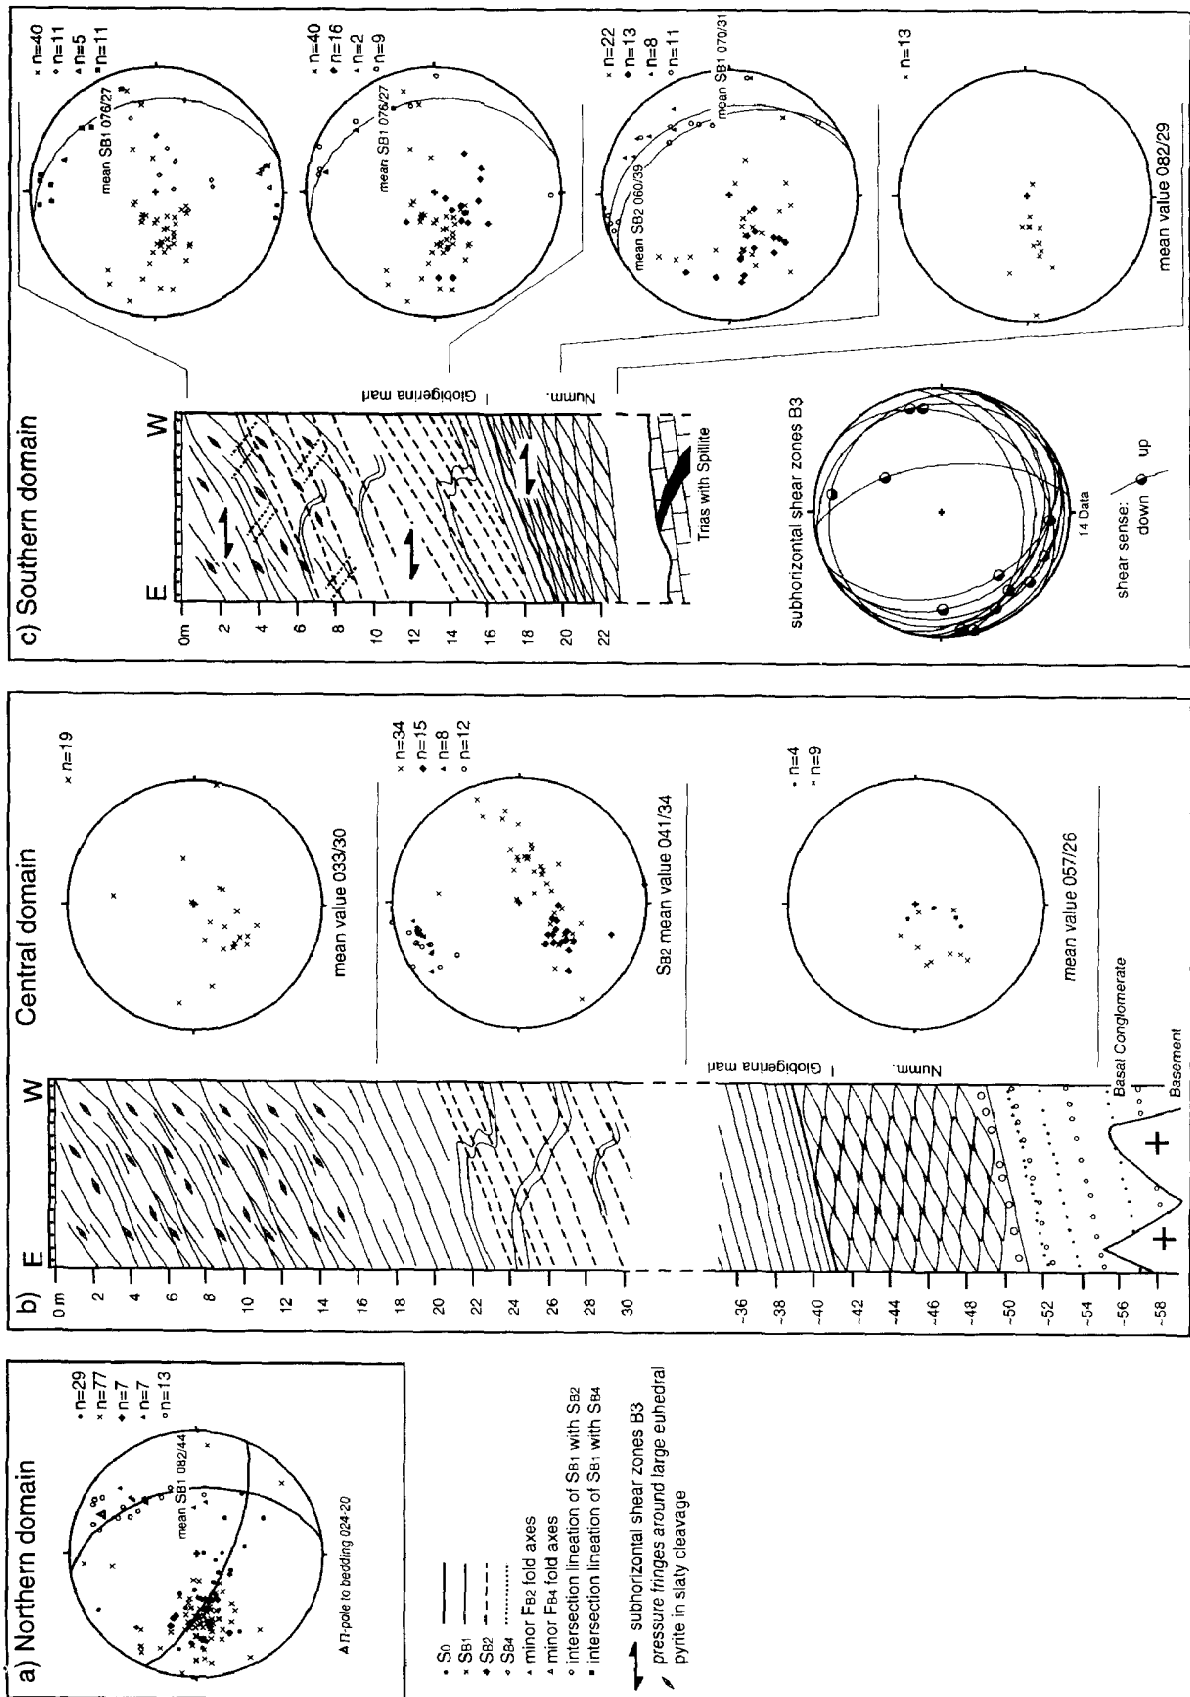 a) Northern domain
n=29
n=77
n=7
n=7
n=13
mean SB1 082/44
π-pole to bedding 024-20
S0
SB1
SB2
SB4
minor FB2 fold axes
minor FB4 fold axes
intersection lineation of SB1 with SB2
intersection lineation of SB1 with SB4
subhorizontal shear zones B3
pressure fringes around large euhedral
pyrite in slaty cleavage
b)
Central domain
E
W
0 m
2
4
6
8
10
12
14
16
18
20
22
24
26
28
30
~36
~38
~40
~42
~44
~46
~48
~50
~52
~54
~56
~58
Globigerina marl
Numm.
Basal Conglomerate
Basement
n=19
mean value 033/30
n=34
n=15
n=8
n=12
SB2 mean value 041/34
n=4
n=9
mean value 057/26
c) Southern domain
E
W
0m
2
4
6
8
10
12
14
16
18
20
22
Globigerina marl
Numm.
Trias with Spillite
n=40
n=11
n=5
n=11
mean SB1 076/27
n=40
n=16
n=2
n=9
mean SB1 076/27
n=22
n=13
n=8
n=11
mean SB2 060/39
mean SB1 070/31
n=13
mean value 082/29
subhorizontal shear zones B3
14 Data
shear sense:
down
up